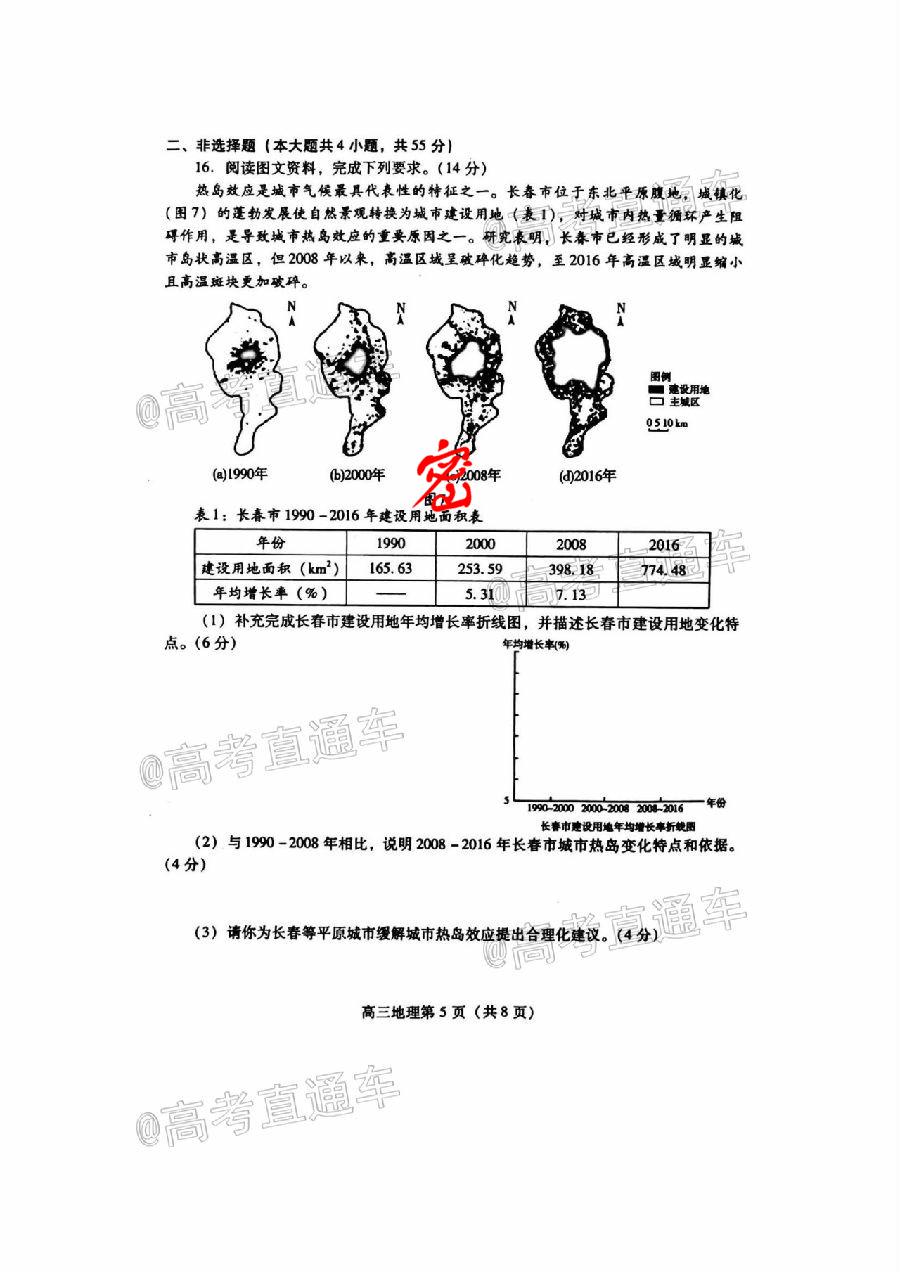 二、非选择题(本大题共4小题，共55分)
16．阅读图文资料，完成下列要求。(14分)
热岛效应是城市气候最具代表性的特征之一。长春市位于东北平原腹地，城镇化
(图7)的蓬勃发展使自然景观转换为城市建设用地(表1)，对城市内热量循环产生阻
碍作用，是导致城市热岛效应的重要原因之一。研究表明，长春市已经形成了明显的城
市岛状高温区，但2008年以来，高温区域呈破碎化趋势，至2016年高温区域明显缩小
且高温斑块更加破碎。
N N N N
图例
建设用地
主城区
0 5 10 km
(a)1990年 (b)2000年 2008年 (d)2016年
密
图7
表1：长春市1990－2016年建设用地面积表
年份 1990 2000 2008 2016
建设用地面积(km²) 165.63 253.59 398.18 774.48
年均增长率(%) —— 5.31 7.13
(1)补充完成长春市建设用地年均增长率折线图，并描述长春市建设用地变化特
点。(6分)
年均增长率(%)
5
1990-2000 2000-2008 2008-2016 年份
长春市建设用地年均增长率折线图
(2)与1990－2008年相比，说明2008－2016年长春市城市热岛变化特点和依据。
(4分)
(3)请你为长春等平原城市缓解城市热岛效应提出合理化建议。(4分)
高三地理第5页(共8页)
@高考直通车
@高考直通车
@高考直通车
@高考直通车
@高考直通车
@高考直通车